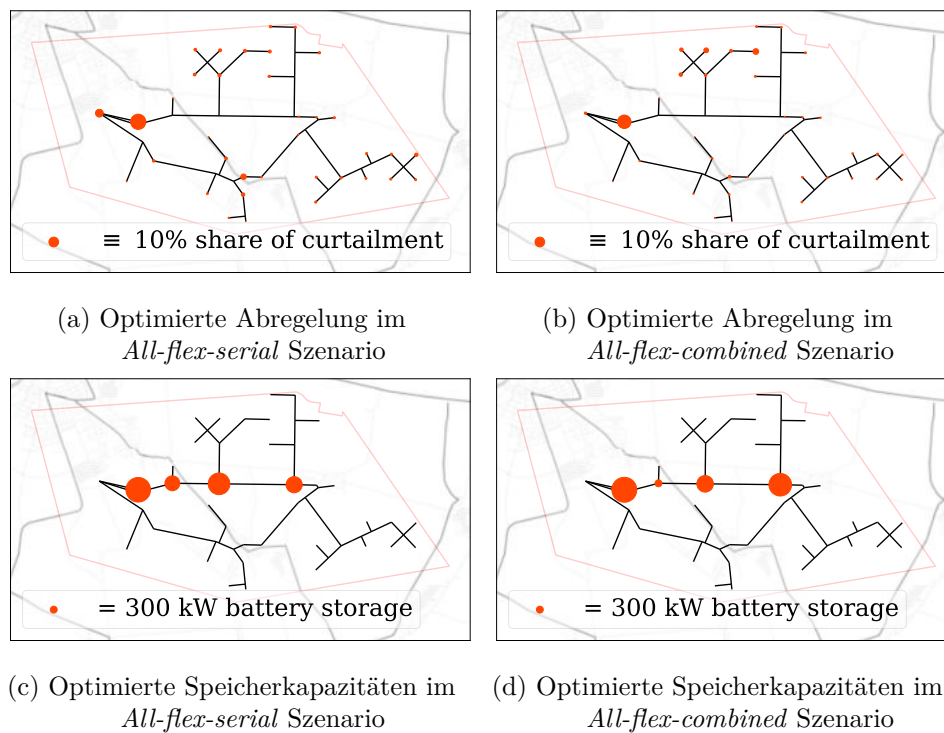 ≡ 10% share of curtailment
≡ 10% share of curtailment
(a) Optimierte Abregelung im
All-flex-serial Szenario
(b) Optimierte Abregelung im
All-flex-combined Szenario
= 300 kW battery storage
= 300 kW battery storage
(c) Optimierte Speicherkapazitäten im
All-flex-serial Szenario
(d) Optimierte Speicherkapazitäten im
All-flex-combined Szenario